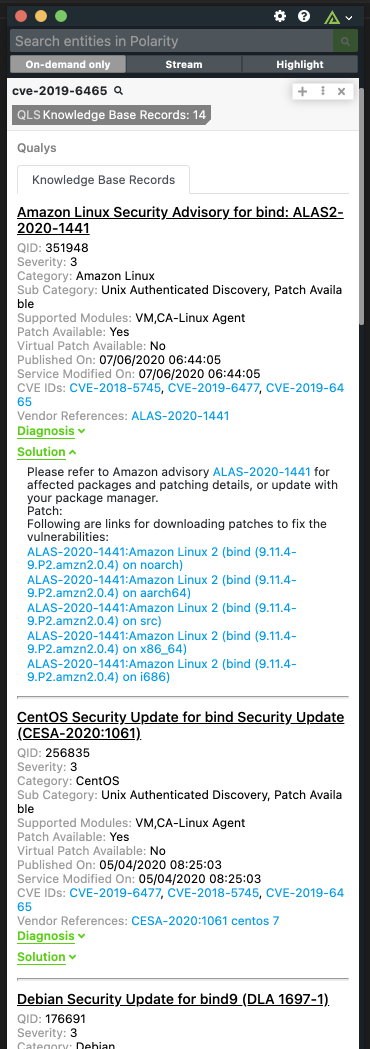 Search entities in Polarity
On-demand only Stream Highlight
cve-2019-6465
QLS Knowledge Base Records: 14
Qualys
Knowledge Base Records
Amazon Linux Security Advisory for bind: ALAS2-
2020-1441
QID: 351948
Severity: 3
Category: Amazon Linux
Sub Category: Unix Authenticated Discovery, Patch Availa
ble
Supported Modules: VM,CA-Linux Agent
Patch Available: Yes
Virtual Patch Available: No
Published On: 07/06/2020 06:44:05
Service Modified On: 07/06/2020 06:44:05
CVE IDs: CVE-2018-5745, CVE-2019-6477, CVE-2019-64
65
Vendor References: ALAS-2020-1441
Diagnosis
Solution
Please refer to Amazon advisory ALAS-2020-1441 for
affected packages and patching details, or update with
your package manager.
Patch:
Following are links for downloading patches to fix the
vulnerabilities:
ALAS-2020-1441:Amazon Linux 2 (bind (9.11.4-
9.P2.amzn2.0.4) on noarch)
ALAS-2020-1441:Amazon Linux 2 (bind (9.11.4-
9.P2.amzn2.0.4) on aarch64)
ALAS-2020-1441:Amazon Linux 2 (bind (9.11.4-
9.P2.amzn2.0.4) on src)
ALAS-2020-1441:Amazon Linux 2 (bind (9.11.4-
9.P2.amzn2.0.4) on x86_64)
ALAS-2020-1441:Amazon Linux 2 (bind (9.11.4-
9.P2.amzn2.0.4) on i686)
CentOS Security Update for bind Security Update
(CESA-2020:1061)
QID: 256835
Severity: 3
Category: CentOS
Sub Category: Unix Authenticated Discovery, Patch Availa
ble
Supported Modules: VM,CA-Linux Agent
Patch Available: Yes
Virtual Patch Available: No
Published On: 05/04/2020 08:25:03
Service Modified On: 05/04/2020 08:25:03
CVE IDs: CVE-2019-6477, CVE-2018-5745, CVE-2019-64
65
Vendor References: CESA-2020:1061 centos 7
Diagnosis
Solution
Debian Security Update for bind9 (DLA 1697-1)
QID: 176691
Severity: 3
Category: Debian